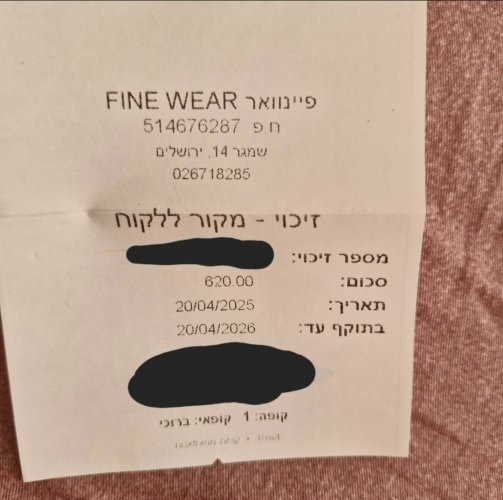 FINE WEAR פיינוואר
ח.פ 514676287
שמגר 14, ירושלים
026718285
זיכוי - מקור ללקוח
מספר זיכוי:
סכום: 620.00
תאריך: 20/04/2025
בתוקף עד: 20/04/2026
קופה: 1 קופאי: ברוכי